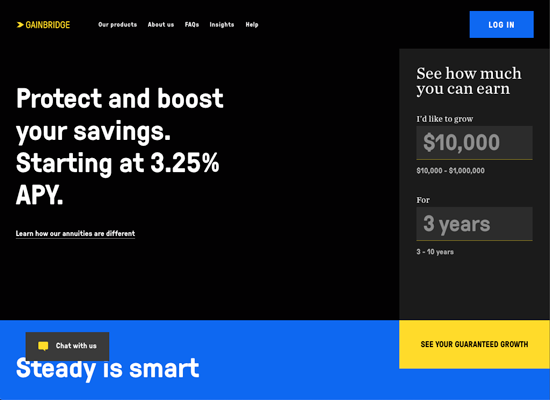 GAINBRIDGE
Our products About us FAQs Insights Help
LOG IN
Protect and boost
your savings.
Starting at 3.25%
APY.
Learn how our annuities are different
See how much
you can earn
I'd like to grow
$10,000
$10,000 - $1,000,000
For
3 years
3 - 10 years
SEE YOUR GUARANTEED GROWTH
Chat with us
Steady is smart